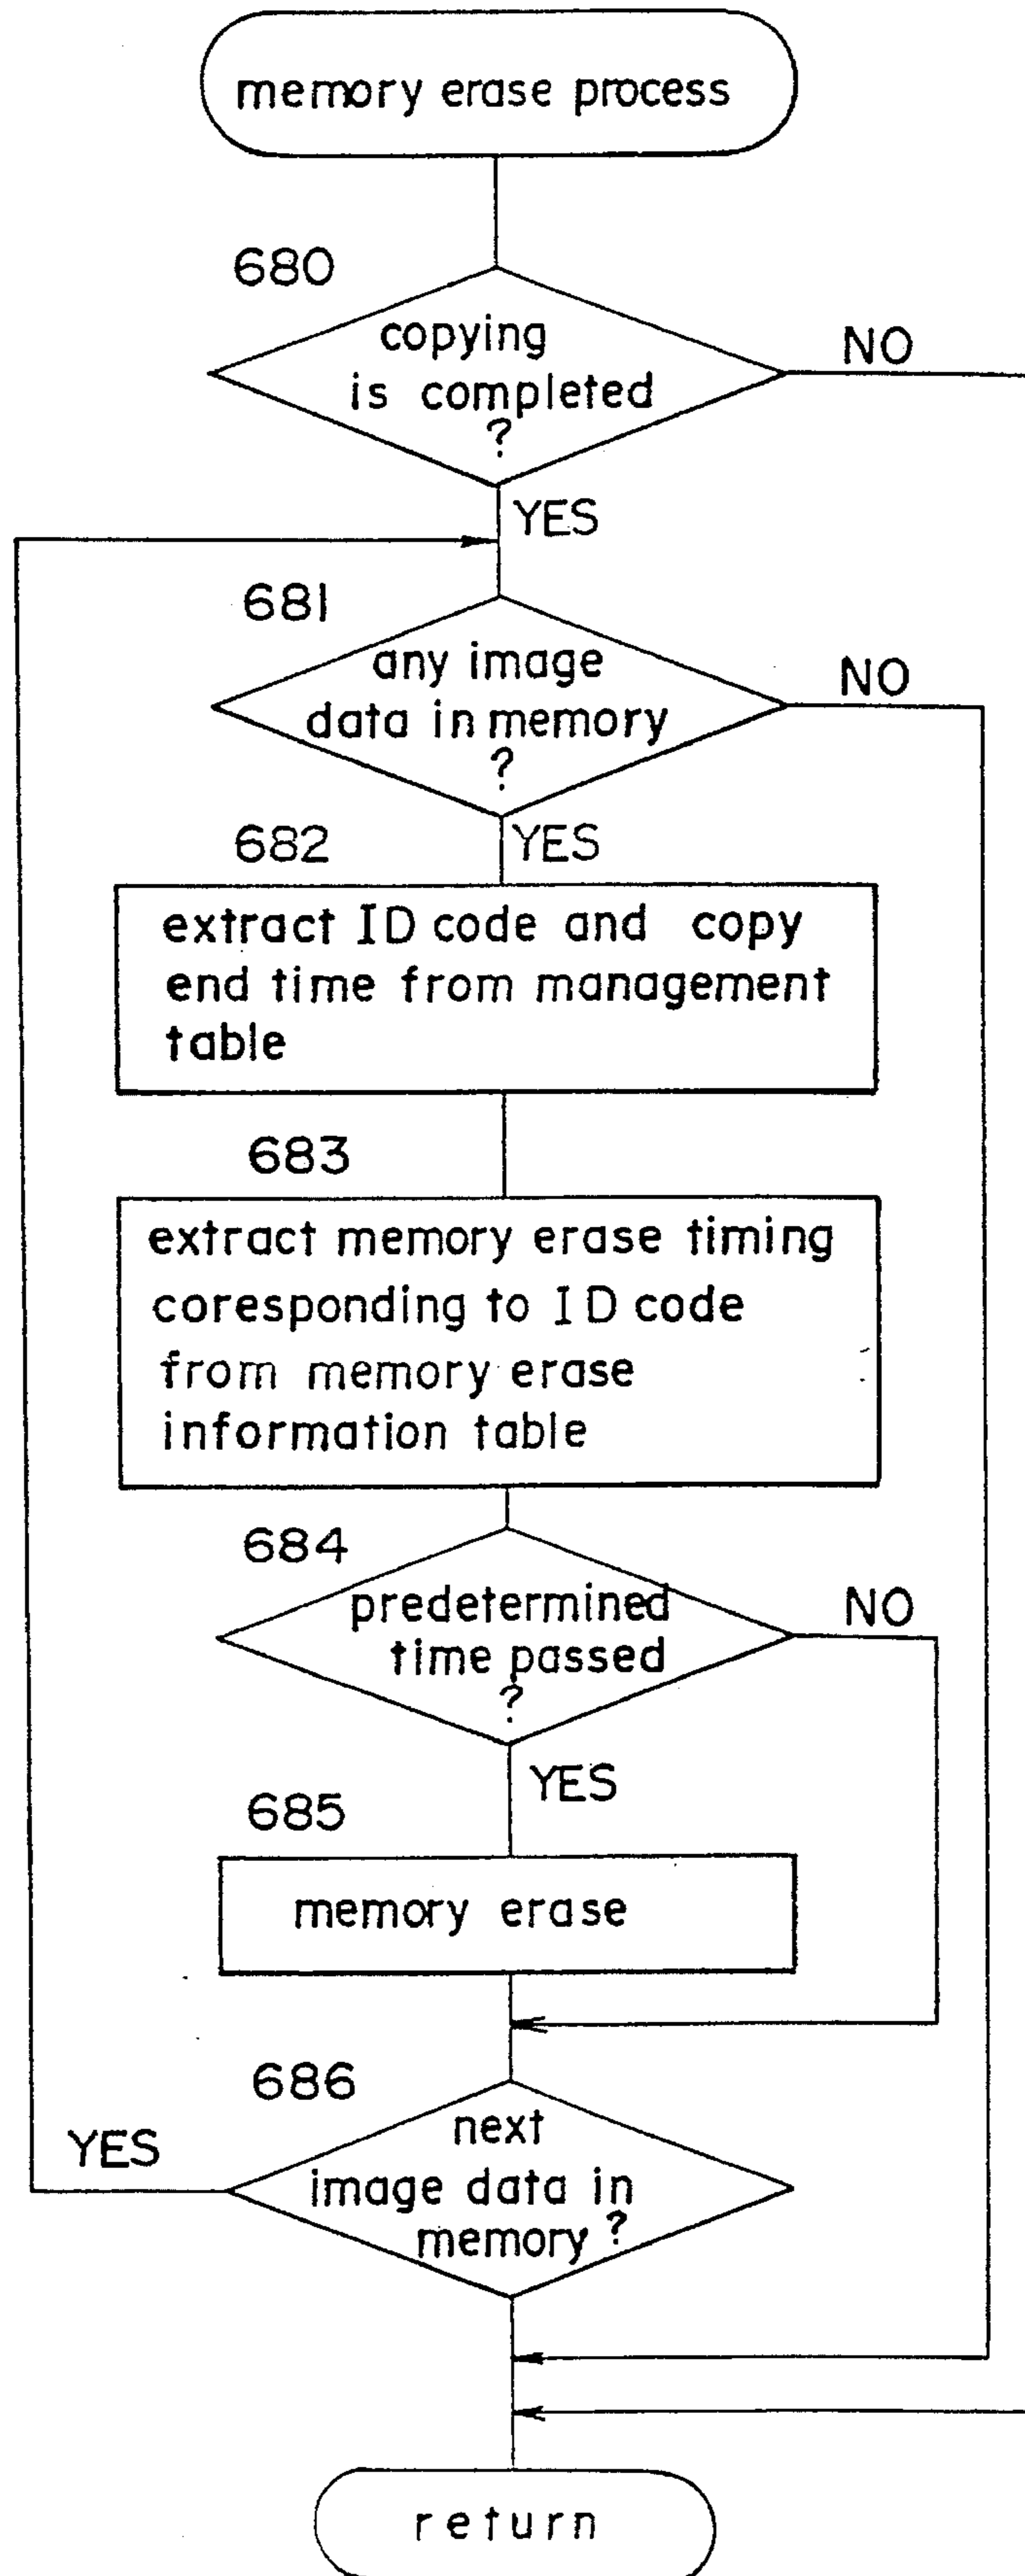 memory erase process
680
copying
is completed
?
NO
YES
681
any image
data in memory
?
NO
YES
682
extract ID code and copy
end time from management
table
683
extract memory erase timing
coresponding to ID code
from memory erase
information table
684
predetermined
time passed
?
NO
YES
685
memory erase
686
next
image data in
memory ?
YES
return